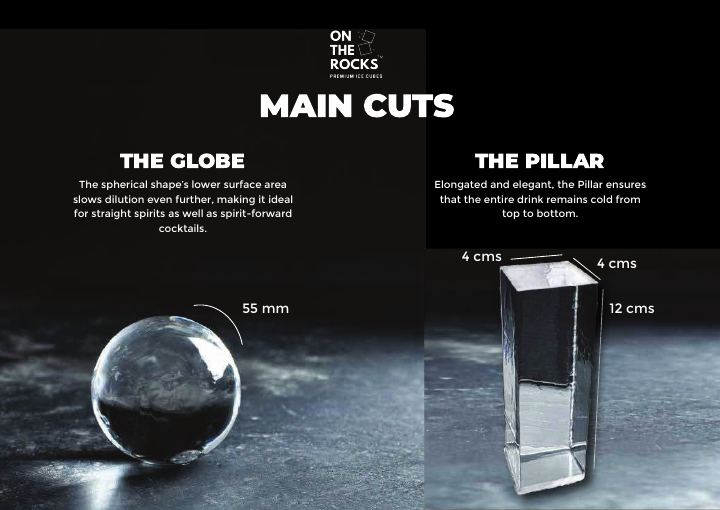 ON
THE
ROCKS™
PREMIUM ICE CUBES
MAIN CUTS
THE GLOBE
The spherical shape's lower surface area
slows dilution even further, making it ideal
for straight spirits as well as spirit-forward
cocktails.
55 mm
THE PILLAR
Elongated and elegant, the Pillar ensures
that the entire drink remains cold from
top to bottom.
4 cms
4 cms
12 cms